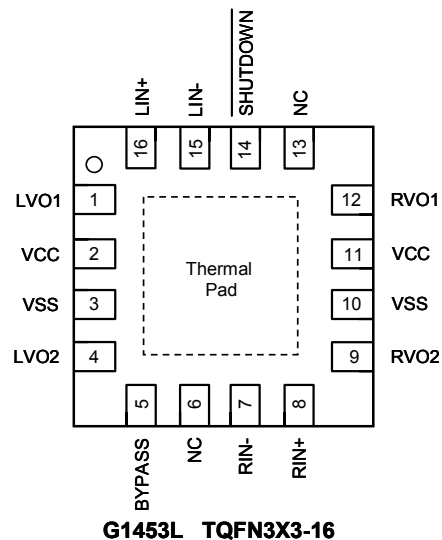 LIN+
LIN-
SHUTDOWN
NC
16
15
14
13
LVO1
1
12
RVO1
VCC
2
11
VCC
Thermal
Pad
VSS
3
10
VSS
LVO2
4
9
RVO2
5
6
7
8
BYPASS
NC
RIN-
RIN+
G1453L TQFN3X3-16